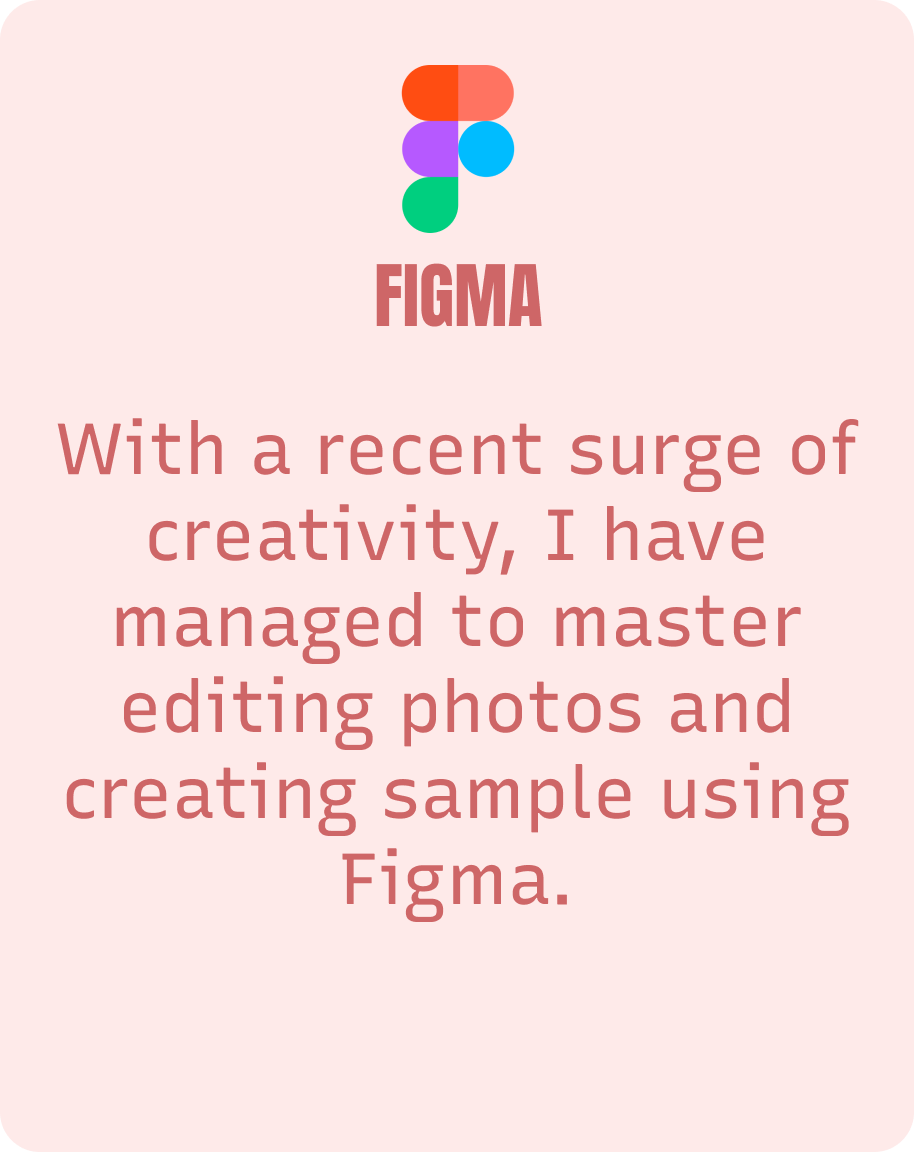 FIGMA
With a recent surge of
creativity, I have
managed to master
editing photos and
creating sample using
Figma.